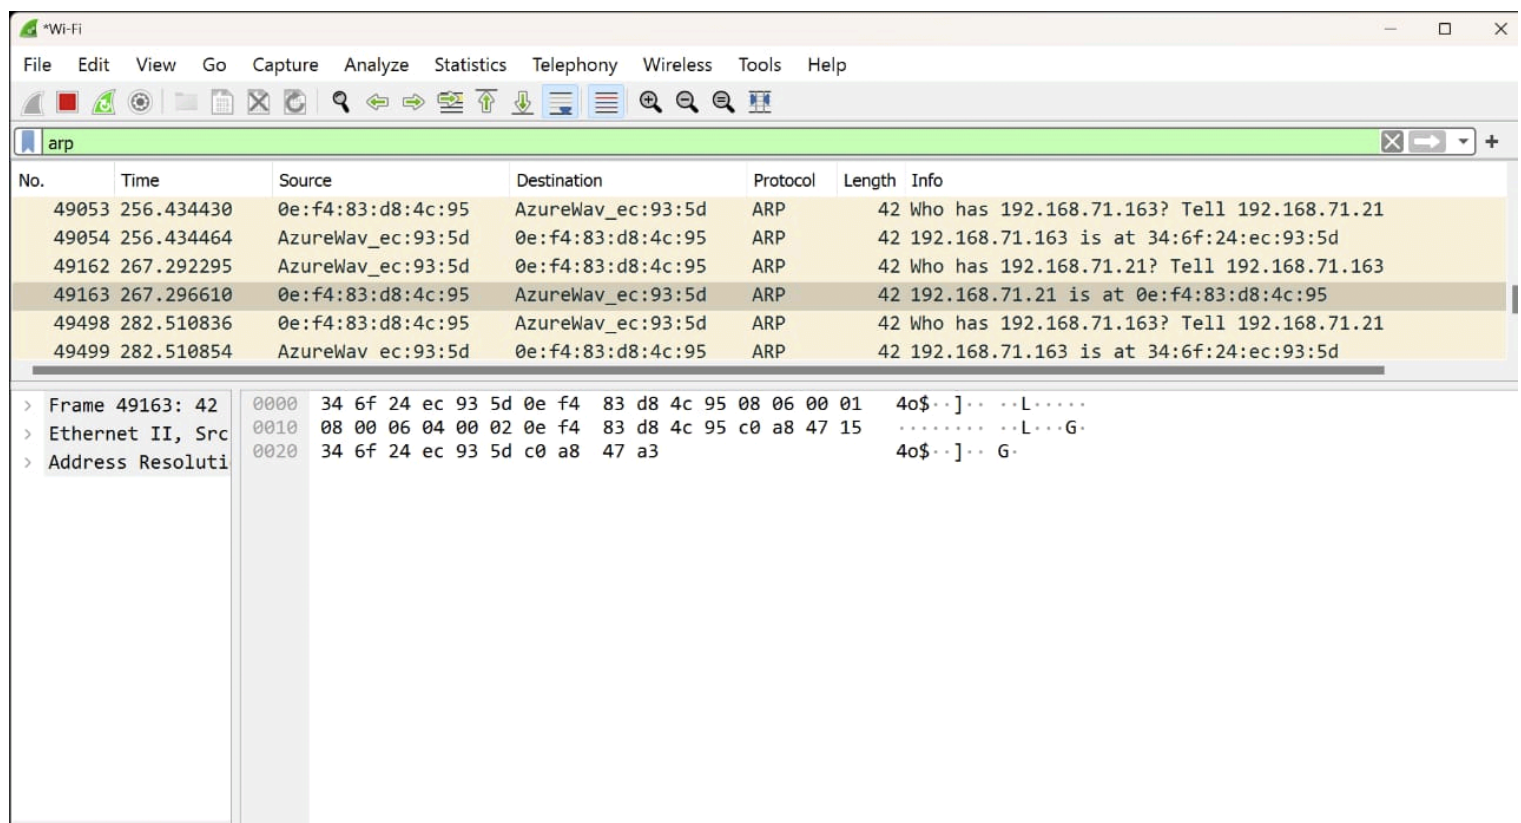 *Wi-Fi
File Edit View Go Capture Analyze Statistics Telephony Wireless Tools Help
arp
No. Time Source Destination Protocol Length Info
49053 256.434430 0e:f4:83:d8:4c:95 AzureWav_ec:93:5d ARP 42 Who has 192.168.71.163? Tell 192.168.71.21
49054 256.434464 AzureWav_ec:93:5d 0e:f4:83:d8:4c:95 ARP 42 192.168.71.163 is at 34:6f:24:ec:93:5d
49162 267.292295 AzureWav_ec:93:5d 0e:f4:83:d8:4c:95 ARP 42 Who has 192.168.71.21? Tell 192.168.71.163
49163 267.296610 0e:f4:83:d8:4c:95 AzureWav_ec:93:5d ARP 42 192.168.71.21 is at 0e:f4:83:d8:4c:95
49498 282.510836 0e:f4:83:d8:4c:95 AzureWav_ec:93:5d ARP 42 Who has 192.168.71.163? Tell 192.168.71.21
49499 282.510854 AzureWav_ec:93:5d 0e:f4:83:d8:4c:95 ARP 42 192.168.71.163 is at 34:6f:24:ec:93:5d
Frame 49163: 42
Ethernet II, Src
Address Resoluti
0000 34 6f 24 ec 93 5d 0e f4 83 d8 4c 95 08 06 00 01 4o$··]·· ··L·····
0010 08 00 06 04 00 02 0e f4 83 d8 4c 95 c0 a8 47 15 ········ ··L···G·
0020 34 6f 24 ec 93 5d c0 a8 47 a3 4o$··]·· G·